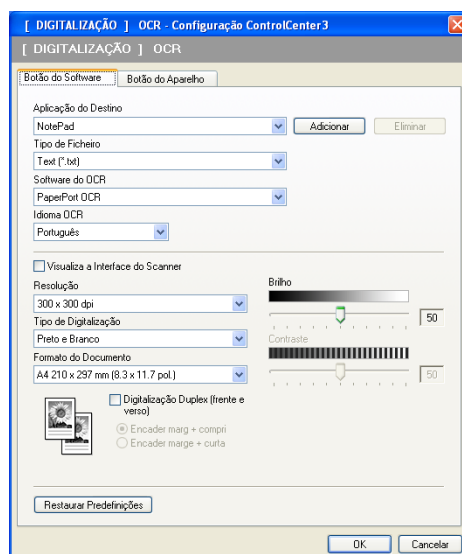 [ DIGITALIZAÇÃO ] OCR - Configuração ControlCenter3
[ DIGITALIZAÇÃO ] OCR
Botão do Software
Botão do Aparelho
Aplicação do Destino
NotePad
Adicionar
Eliminar
Tipo de Ficheiro
Text (*.txt)
Software do OCR
PaperPort OCR
Idioma OCR
Português
Visualiza a Interface do Scanner
Resolução
Brilho
300 x 300 dpi
50
Tipo de Digitalização
Preto e Branco
Contraste
Formato do Documento
A4 210 x 297 mm (8.3 x 11.7 pol.)
50
Digitalização Duplex (frente e
verso)
Encader marg + compri
Encader marge + curta
Restaurar Predefinições
OK
Cancelar